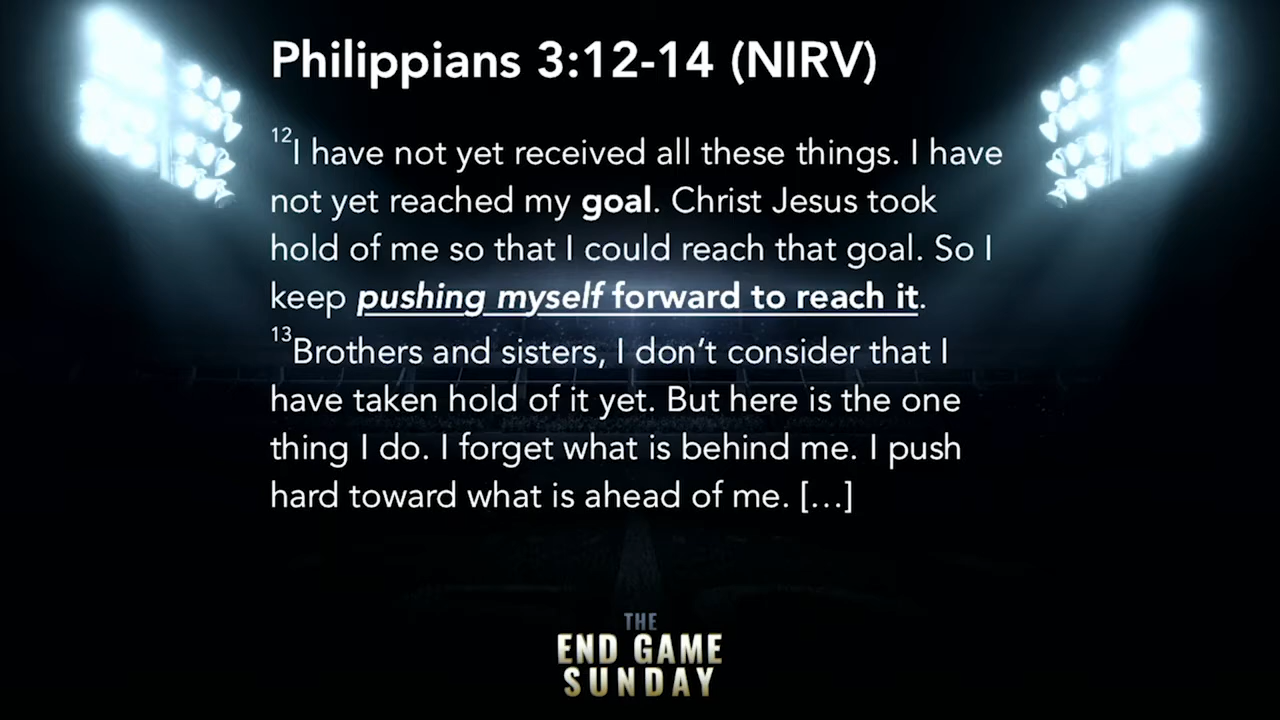 Philippians 3:12-14 (NIRV)
12I have not yet received all these things. I have
not yet reached my goal. Christ Jesus took
hold of me so that I could reach that goal. So I
keep pushing myself forward to reach it.
13Brothers and sisters, I don’t consider that I
have taken hold of it yet. But here is the one
thing I do. I forget what is behind me. I push
hard toward what is ahead of me. […]
THE
END GAME
SUNDAY